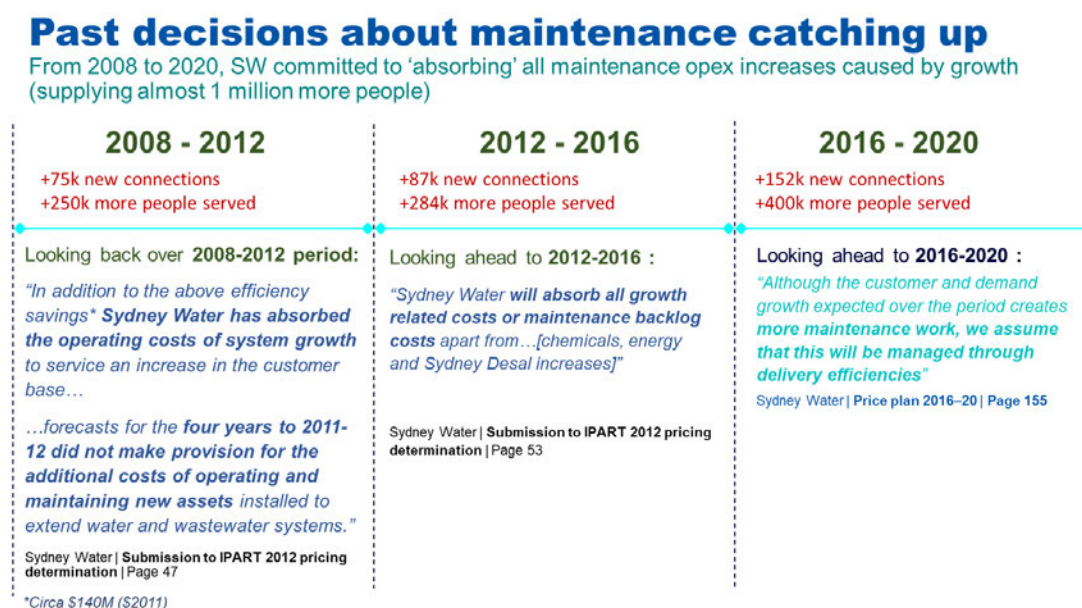 Past decisions about maintenance catching up
From 2008 to 2020, SW committed to ‘absorbing’ all maintenance opex increases caused by growth
(supplying almost 1 million more people)
2008 - 2012
+75k new connections
+250k more people served
Looking back over 2008-2012 period:
“In addition to the above efficiency
savings* Sydney Water has absorbed
the operating costs of system growth
to service an increase in the customer
base…
…forecasts for the four years to 2011-
12 did not make provision for the
additional costs of operating and
maintaining new assets installed to
extend water and wastewater systems.”
Sydney Water| Submission to IPART 2012 pricing
determination | Page 47
*Circa $140M ($2011)
2012 - 2016
+87k new connections
+284k more people served
Looking ahead to 2012-2016 :
“Sydney Water will absorb all growth
related costs or maintenance backlog
costs apart from…[chemicals, energy
and Sydney Desal increases]”
Sydney Water| Submission to IPART 2012 pricing
determination | Page 53
2016 - 2020
+152k new connections
+400k more people served
Looking ahead to 2016-2020 :
“Although the customer and demand
growth expected over the period creates
more maintenance work, we assume
that this will be managed through
delivery efficiencies”
Sydney Water| Price plan 2016–20 | Page 155